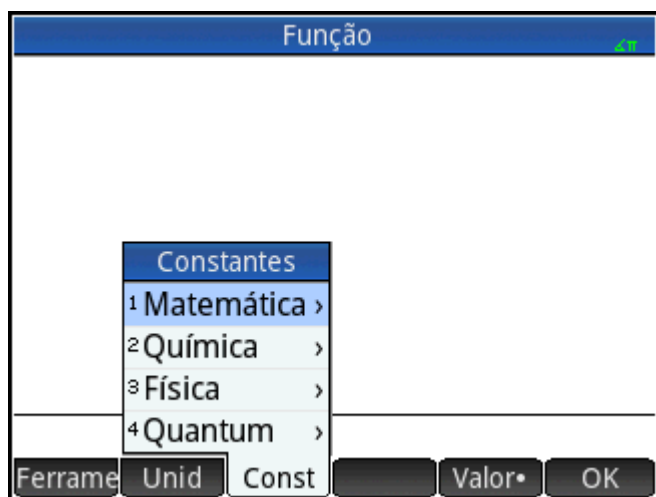 Função
∡π
Constantes
1 Matemática ›
2 Química ›
3 Física ›
4 Quantum ›
Ferrame Unid Const Valor• OK